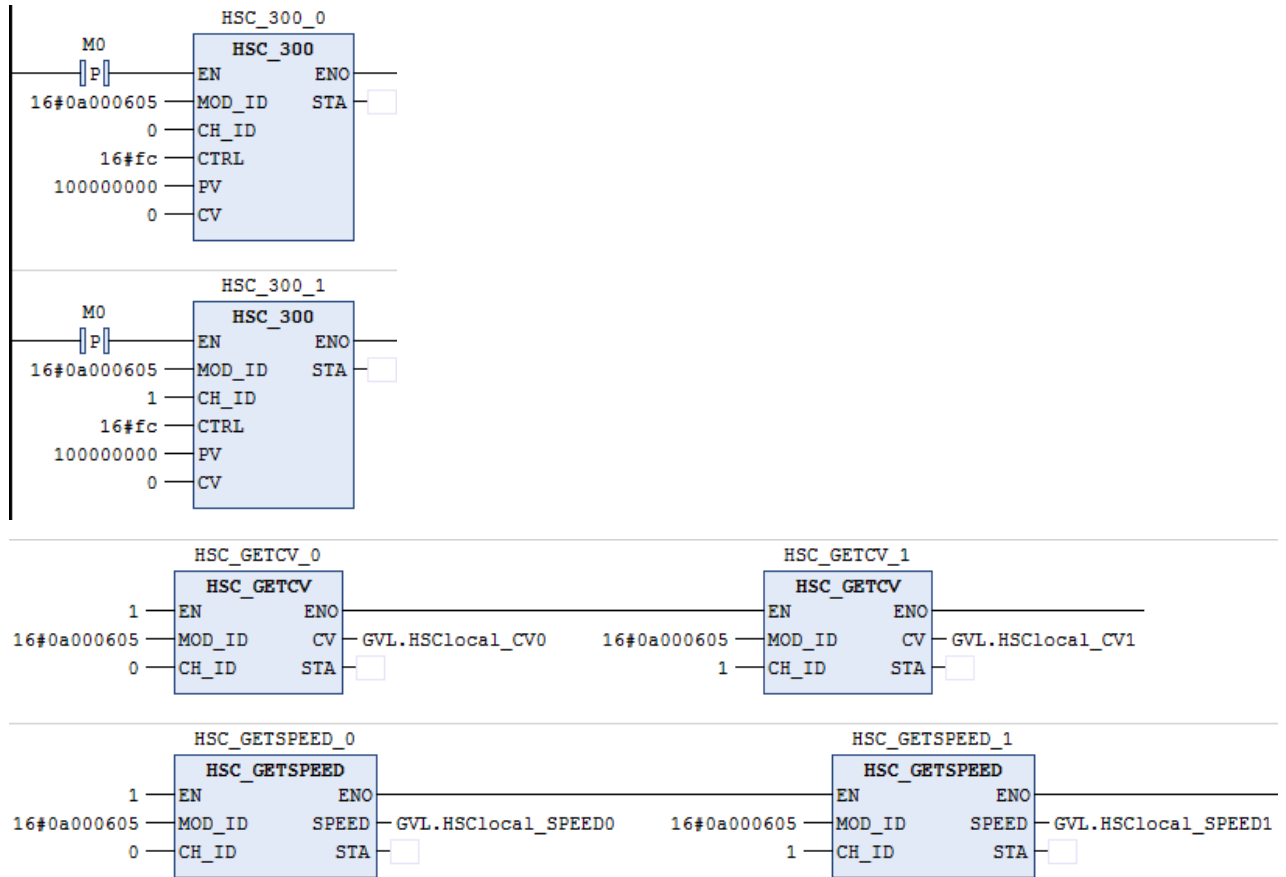 HSC_300_0
M0 HSC_300
P EN ENO
16#0a000605 MOD_ID STA
0 CH_ID
16#fc CTRL
100000000 PV
0 CV
HSC_300_1
M0 HSC_300
P EN ENO
16#0a000605 MOD_ID STA
1 CH_ID
16#fc CTRL
100000000 PV
0 CV
HSC_GETCV_0 HSC_GETCV_1
HSC_GETCV HSC_GETCV
1 EN ENO EN ENO
16#0a000605 MOD_ID CV GVL.HSClocal_CV0 16#0a000605 MOD_ID CV GVL.HSClocal_CV1
0 CH_ID STA 1 CH_ID STA
HSC_GETSPEED_0 HSC_GETSPEED_1
HSC_GETSPEED HSC_GETSPEED
1 EN ENO EN ENO
16#0a000605 MOD_ID SPEED GVL.HSClocal_SPEED0 16#0a000605 MOD_ID SPEED GVL.HSClocal_SPEED1
0 CH_ID STA 1 CH_ID STA